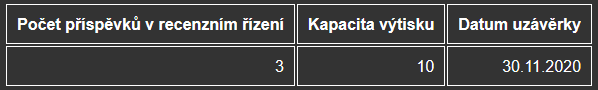 Počet příspěvků v recenzním řízení Kapacita výtisku Datum uzávěrky
3 10 30.11.2020